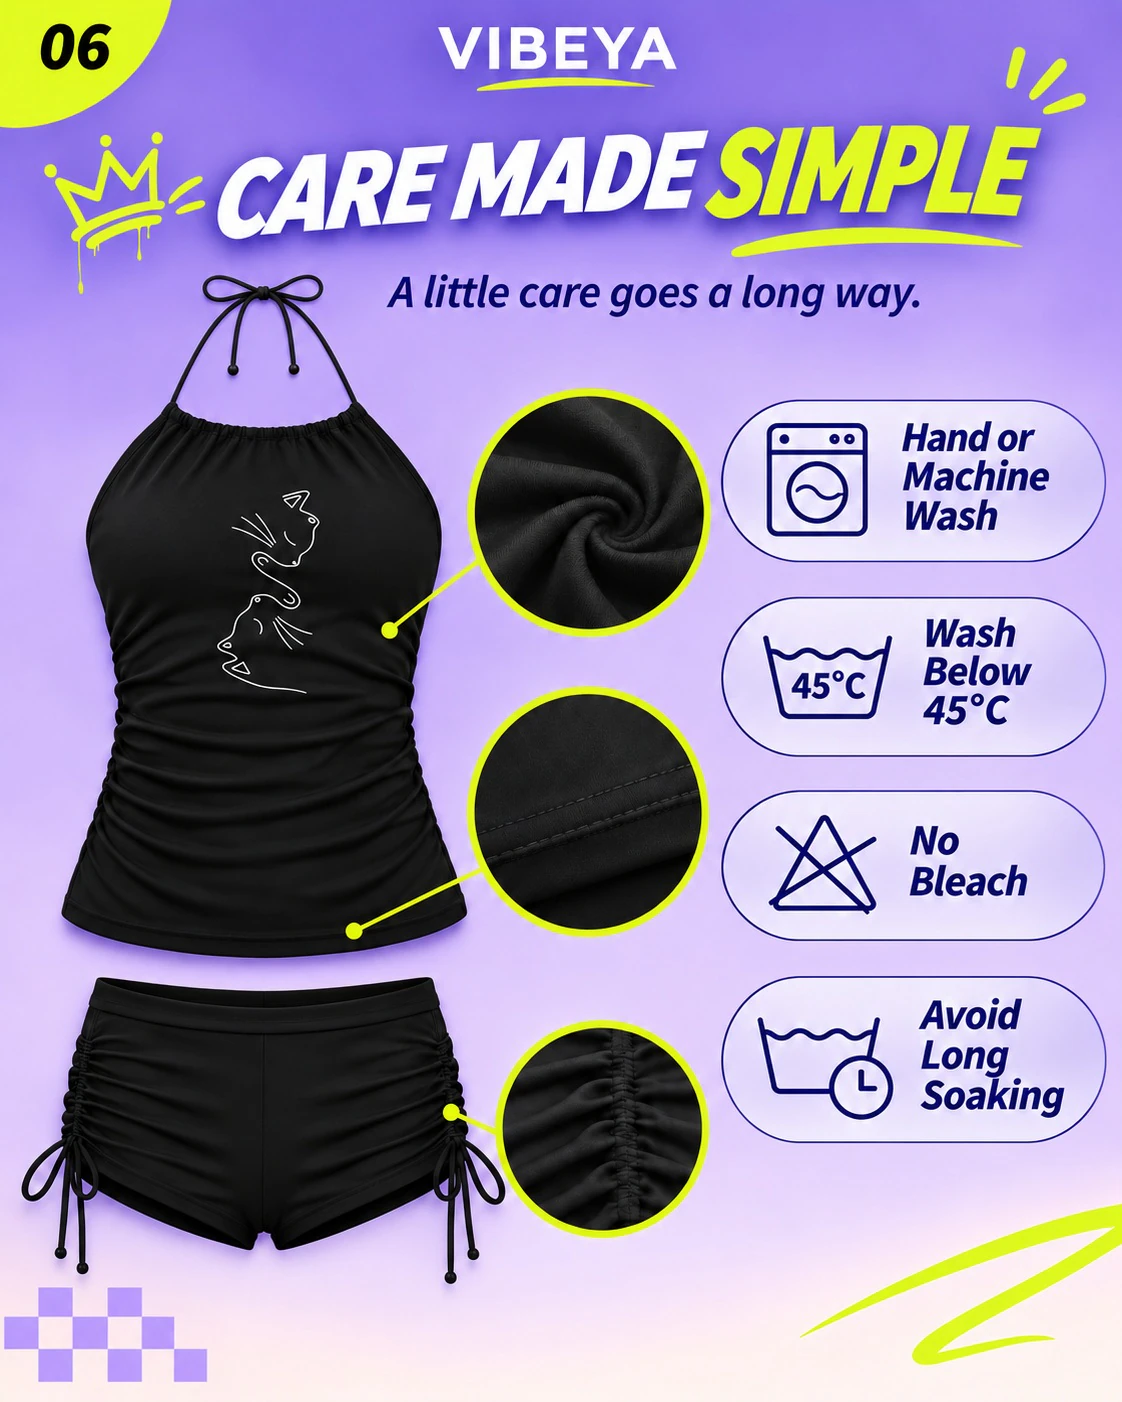 06
VIBEYA
CARE MADE SIMPLE
A little care goes a long way.
Hand or
Machine
Wash
45°C
Wash
Below
45°C
No
Bleach
Avoid
Long
Soaking